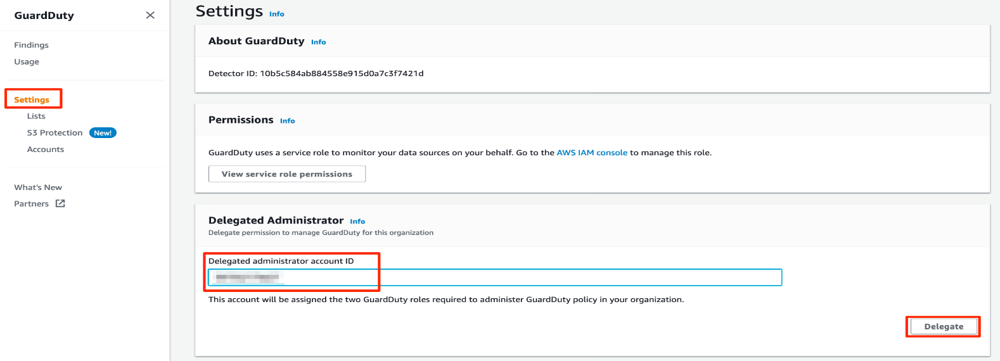 GuardDuty
Findings
Usage
Settings
Lists
S3 Protection New!
Accounts
What's New
Partners
Settings Info
About GuardDuty Info
Detector ID: 10b5c584ab884558e915d0a7c3f7421d
Permissions Info
GuardDuty uses a service role to monitor your data sources on your behalf. Go to the AWS IAM console to manage this role.
View service role permissions
Delegated Administrator Info
Delegate permission to manage GuardDuty for this organization
Delegated administrator account ID
This account will be assigned the two GuardDuty roles required to administer GuardDuty policy in your organization.
Delegate